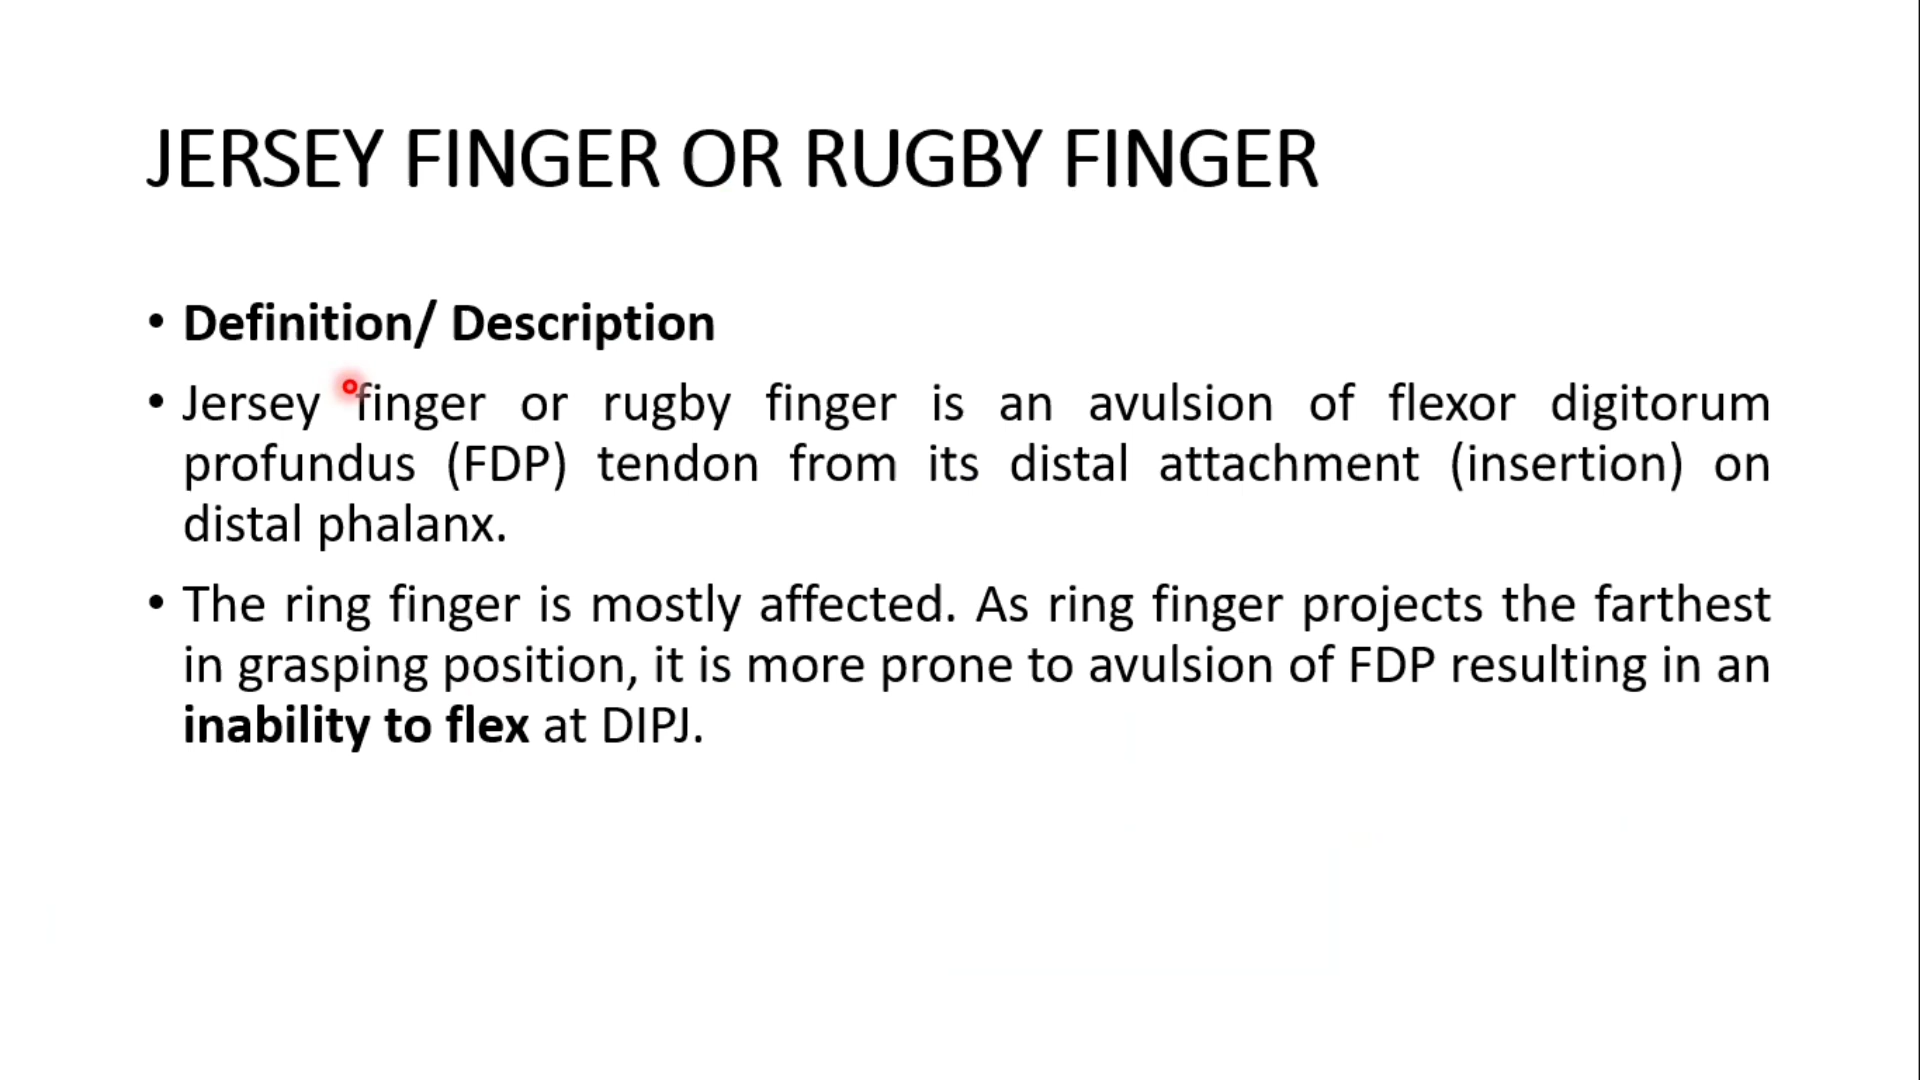 JERSEY FINGER OR RUGBY FINGER
• Definition/ Description
• Jersey finger or rugby finger is an avulsion of flexor digitorum
profundus (FDP) tendon from its distal attachment (insertion) on
distal phalanx.
• The ring finger is mostly affected. As ring finger projects the farthest
in grasping position, it is more prone to avulsion of FDP resulting in an
inability to flex at DIPJ.